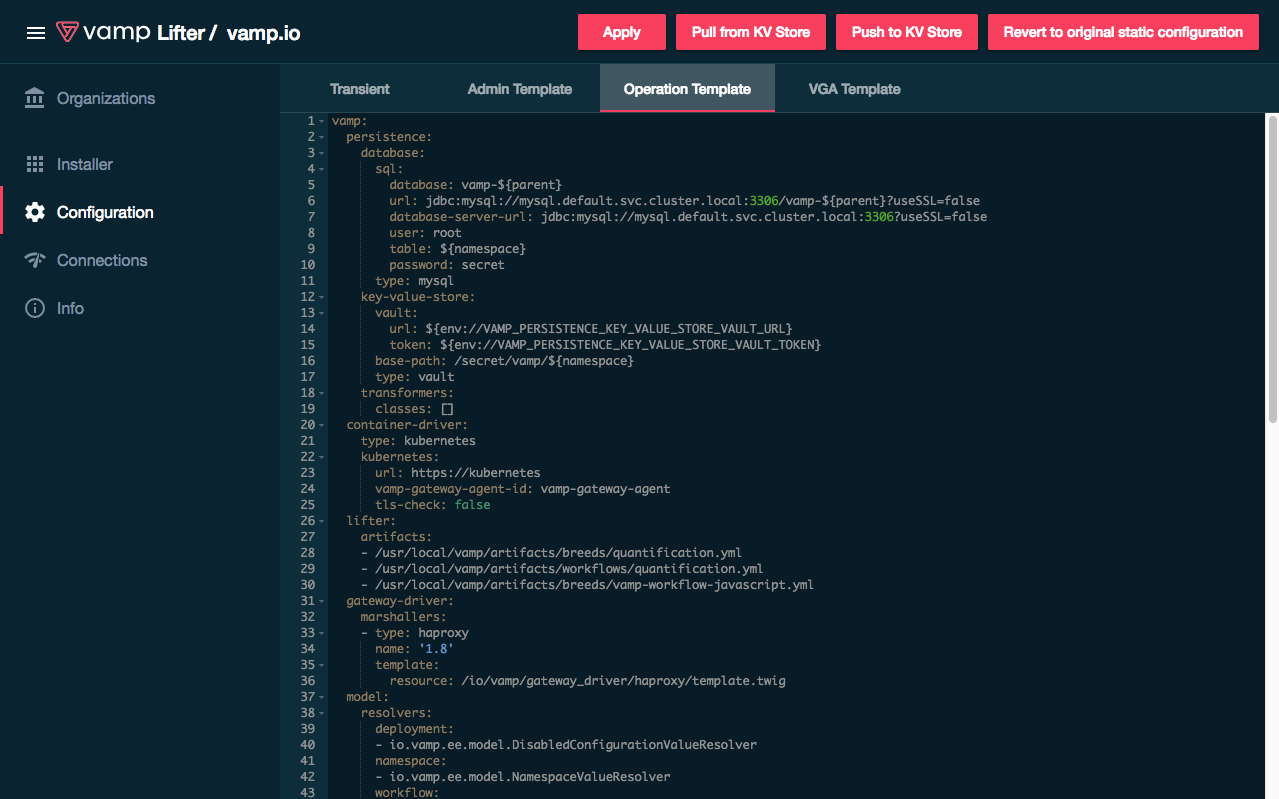 vamp Lifter / vamp.io
Apply
Pull from KV Store
Push to KV Store
Revert to original static configuration
Organizations
Installer
Configuration
Connections
Info
Transient
Admin Template
Operation Template
VGA Template
1 vamp:
2 persistence:
3 database:
4 sql:
5 database: vamp-${parent}
6 url: jdbc:mysql://mysql.default.svc.cluster.local:3306/vamp-${parent}?useSSL=false
7 database-server-url: jdbc:mysql://mysql.default.svc.cluster.local:3306?useSSL=false
8 user: root
9 table: ${namespace}
10 password: secret
11 type: mysql
12 key-value-store:
13 vault:
14 url: ${env://VAMP_PERSISTENCE_KEY_VALUE_STORE_VAULT_URL}
15 token: ${env://VAMP_PERSISTENCE_KEY_VALUE_STORE_VAULT_TOKEN}
16 base-path: /secret/vamp/${namespace}
17 type: vault
18 transformers:
19 classes: []
20 container-driver:
21 type: kubernetes
22 kubernetes:
23 url: https://kubernetes
24 vamp-gateway-agent-id: vamp-gateway-agent
25 tls-check: false
26 lifter:
27 artifacts:
28 - /usr/local/vamp/artifacts/breeds/quantification.yml
29 - /usr/local/vamp/artifacts/workflows/quantification.yml
30 - /usr/local/vamp/artifacts/breeds/vamp-workflow-javascript.yml
31 gateway-driver:
32 marshallers:
33 - type: haproxy
34 name: '1.8'
35 template:
36 resource: /io/vamp/gateway_driver/haproxy/template.twig
37 model:
38 resolvers:
39 deployment:
40 - io.vamp.ee.model.DisabledConfigurationValueResolver
41 namespace:
42 - io.vamp.ee.model.NamespaceValueResolver
43 workflow: